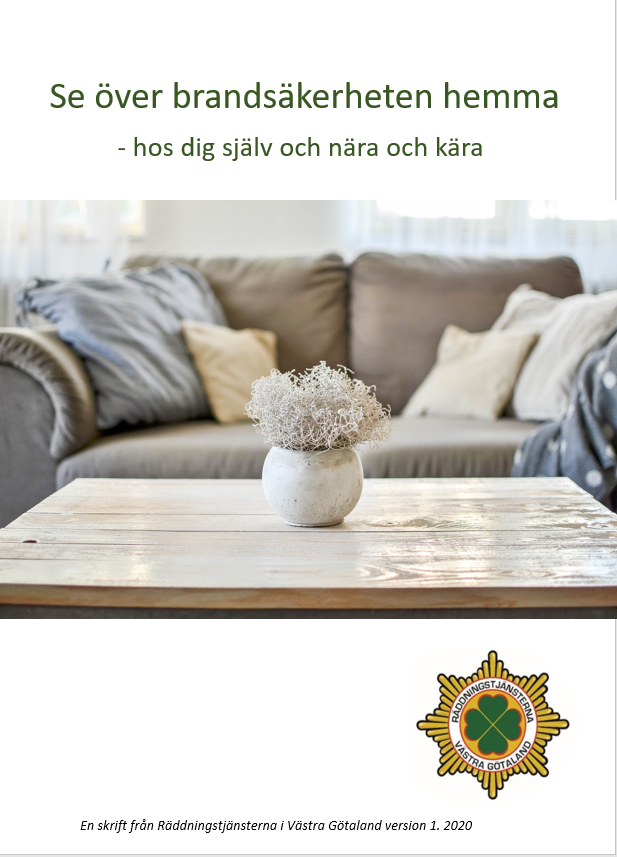 Se över brandsäkerheten hemma
- hos dig själv och nära och kära
RÄDDNINGSTJÄNSTERNA
VÄSTRA GÖTALAND
En skrift från Räddningstjänsterna i Västra Götaland version 1. 2020